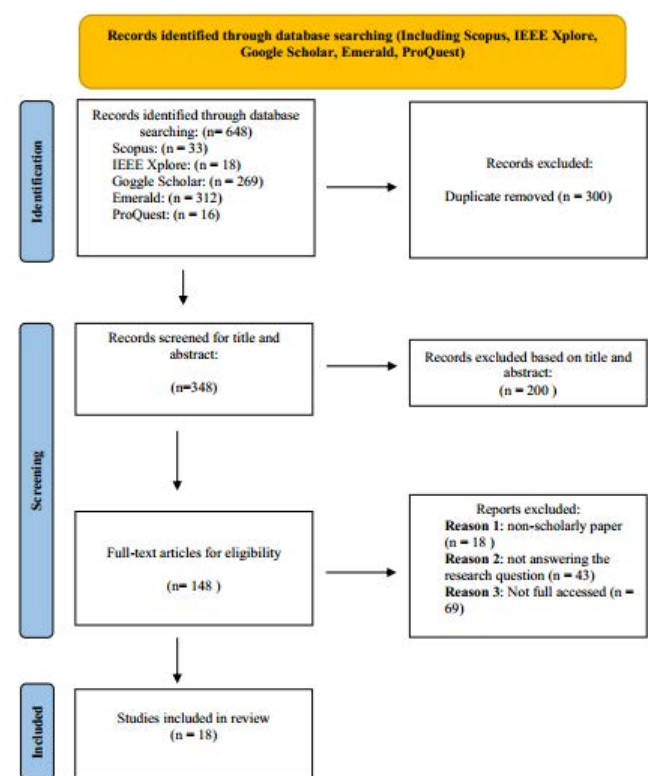 Records identified through database searching (Including Scopus, IEEE Xplore,
Google Scholar, Emerald, ProQuest)
Identification
Records identified through database
searching: (n= 648)
Scopus: (n = 33)
IEEE Xplore: (n = 18)
Goggle Scholar: (n = 269)
Emerald: (n = 312)
ProQuest: (n = 16)
Records excluded:
Duplicate removed (n = 300)
Screening
Records screened for title and
abstract:
(n=348)
Records excluded based on title and
abstract:
(n = 200 )
Full-text articles for eligibility
(n= 148 )
Reports excluded:
Reason 1: non-scholarly paper
(n = 18 )
Reason 2: not answering the
research question (n = 43)
Reason 3: Not full accessed (n =
69)
Included
Studies included in review
(n = 18)